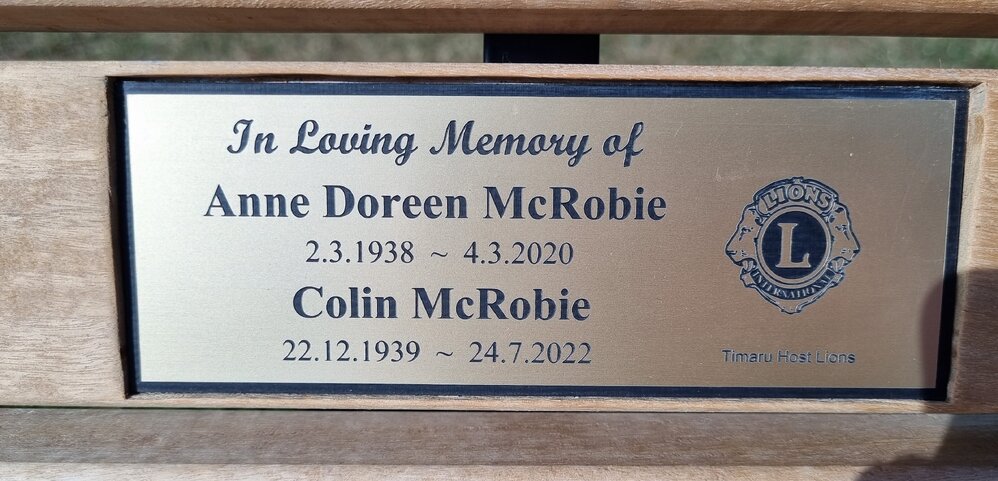 In Loving Memory of
Anne Doreen McRobie
2.3.1938 ~ 4.3.2020
Colin McRobie
22.12.1939 ~ 24.7.2022
LIONS
L
INTERNATIONAL
Timaru Host Lions